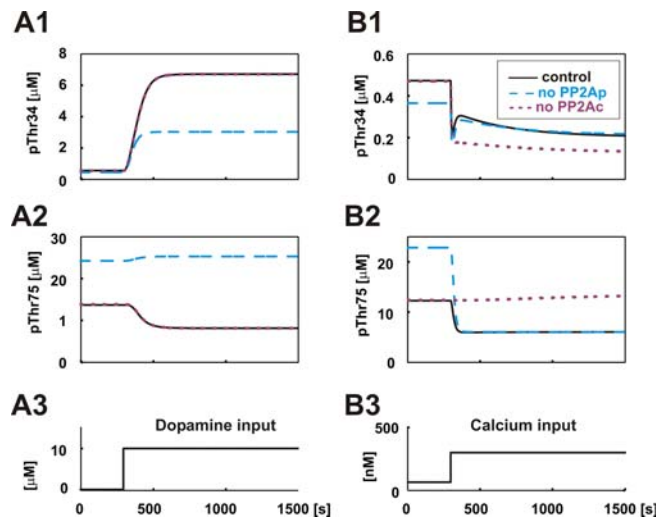 A1
pThr34 [µM]
8
6
4
2
0
B1
pThr34 [µM]
0.6
0.4
0.2
0
control
no PP2Ap
no PP2Ac
A2
pThr75 [µM]
30
20
1
0
B2
pThr75 [µM]
20
10
0
A3
Dopamine input
[µM]
10
0
0 500 1000 1500 [s]
B3
Calcium input
[nM]
500
0
0 500 1000 1500 [s]